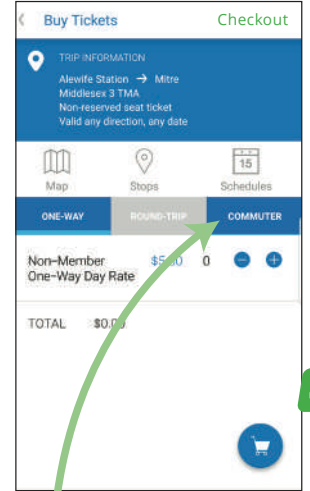 Buy Tickets Checkout
TRIP INFORMATION
Alewife Station → Mitre
Middlesex 3 TMA
Non-reserved seat ticket
Valid any direction, any date
15
Map Stops Schedules
ONE-WAY ROUND-TRIP COMMUTER
Non-Member 0
One-Way Day Rate
TOTAL